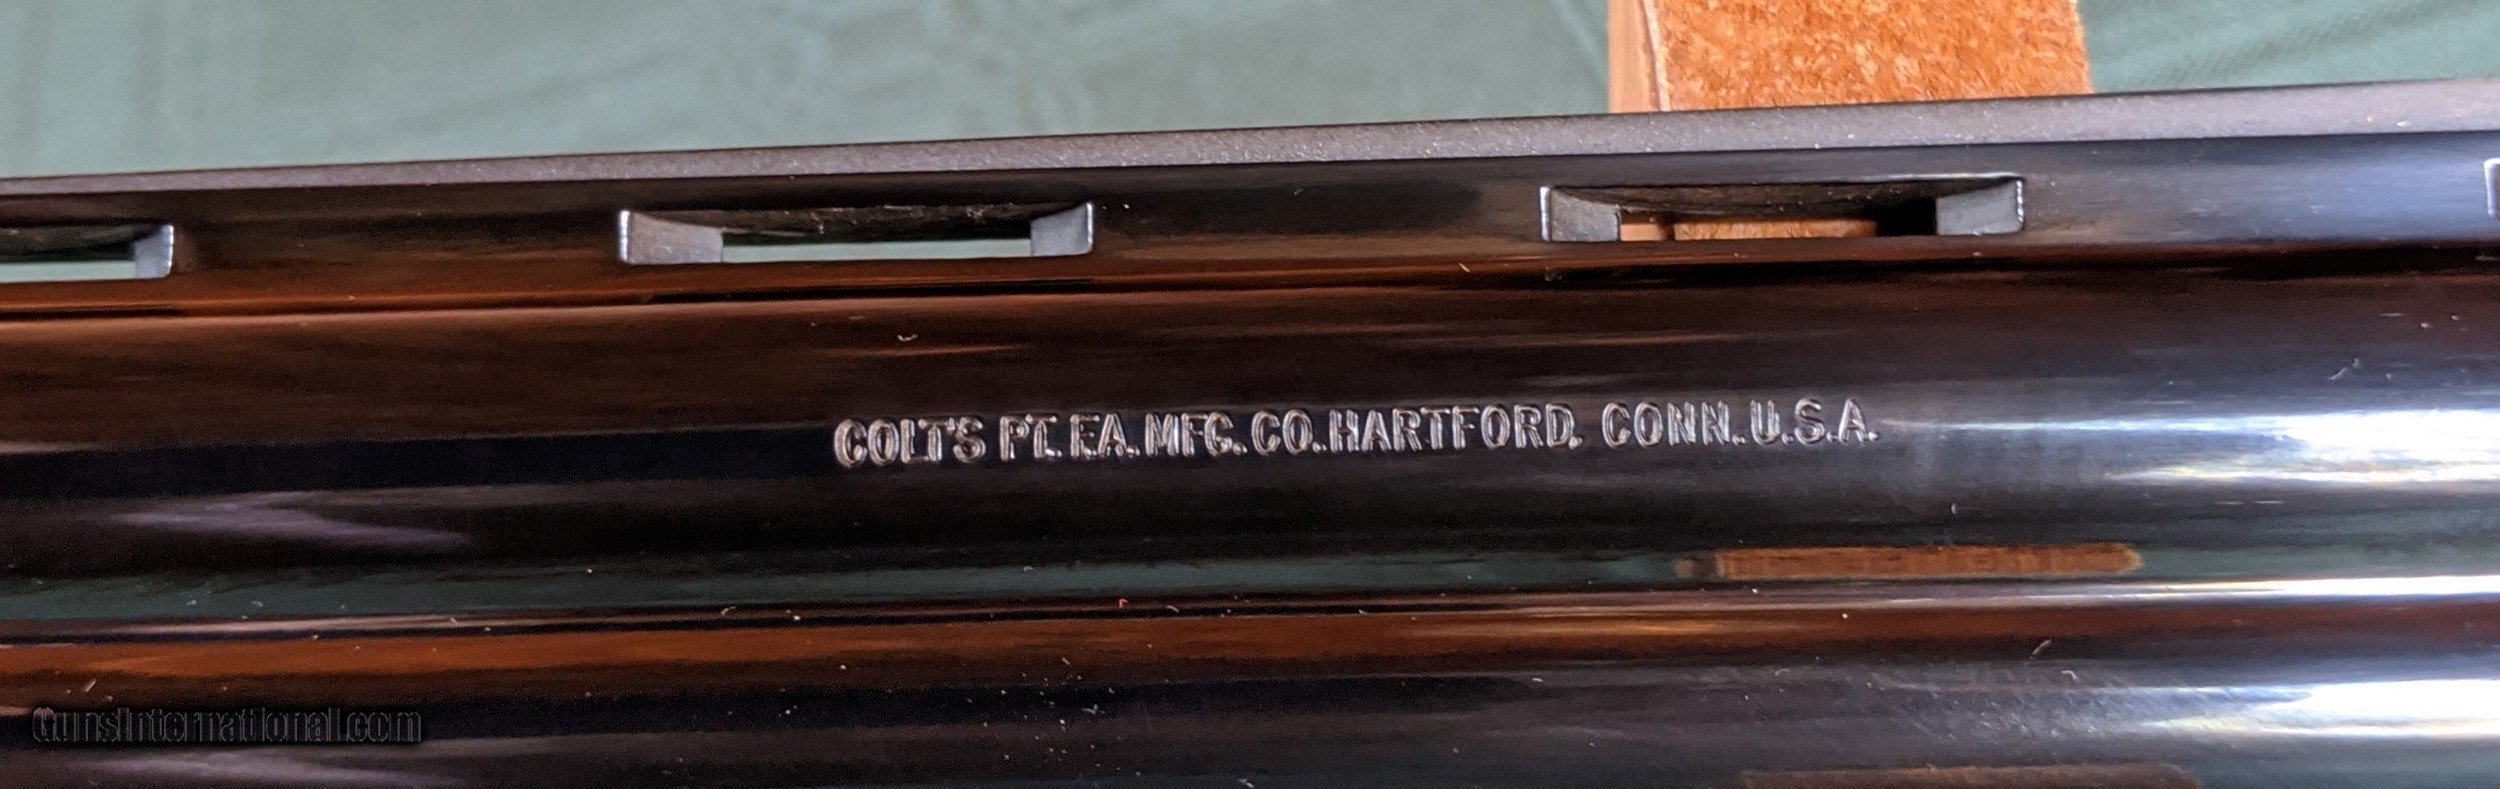 COLT'S PT. F.A. MFG. CO. HARTFORD, CONN. U.S.A.
GunsInternational.com